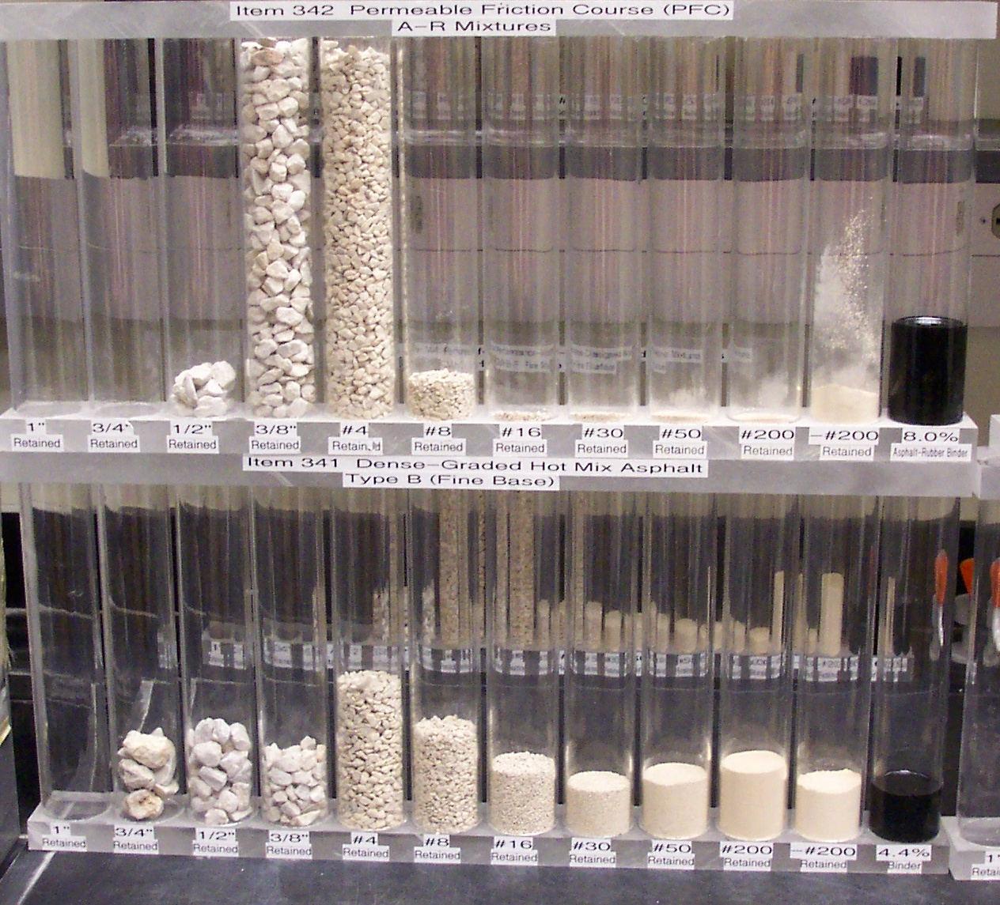 Item 342 Permeable Friction Course (PFC)
A-R Mixtures
1" 3/4" 1/2" 3/8" #4 #8 #16 #30 #50 #200 -#200 8.0%
Retained Retained Retained Retained Retained Retained Retained Retained Retained Retained Retained Asphalt-Rubber Binder
Item 341 Dense-Graded Hot Mix Asphalt
Type B (Fine Base)
1" 3/4" 1/2" 3/8" #4 #8 #16 #30 #50 #200 -#200 4.4% 1"
Retained Retained Retained Retained Retained Retained Retained Retained Retained Retained Retained Binder